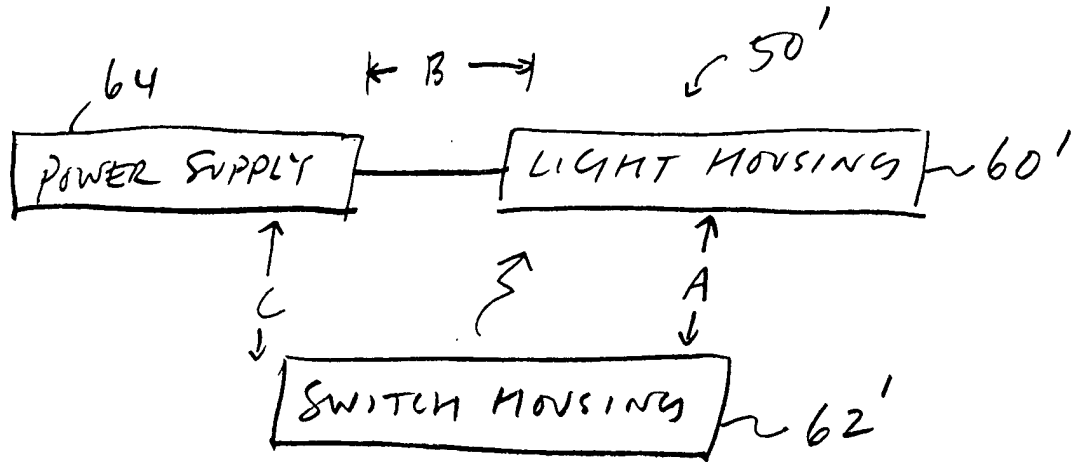 64
B
50'
POWER SUPPLY
LIGHT HOUSING
60'
C
A
SWITCH HOUSING
62'